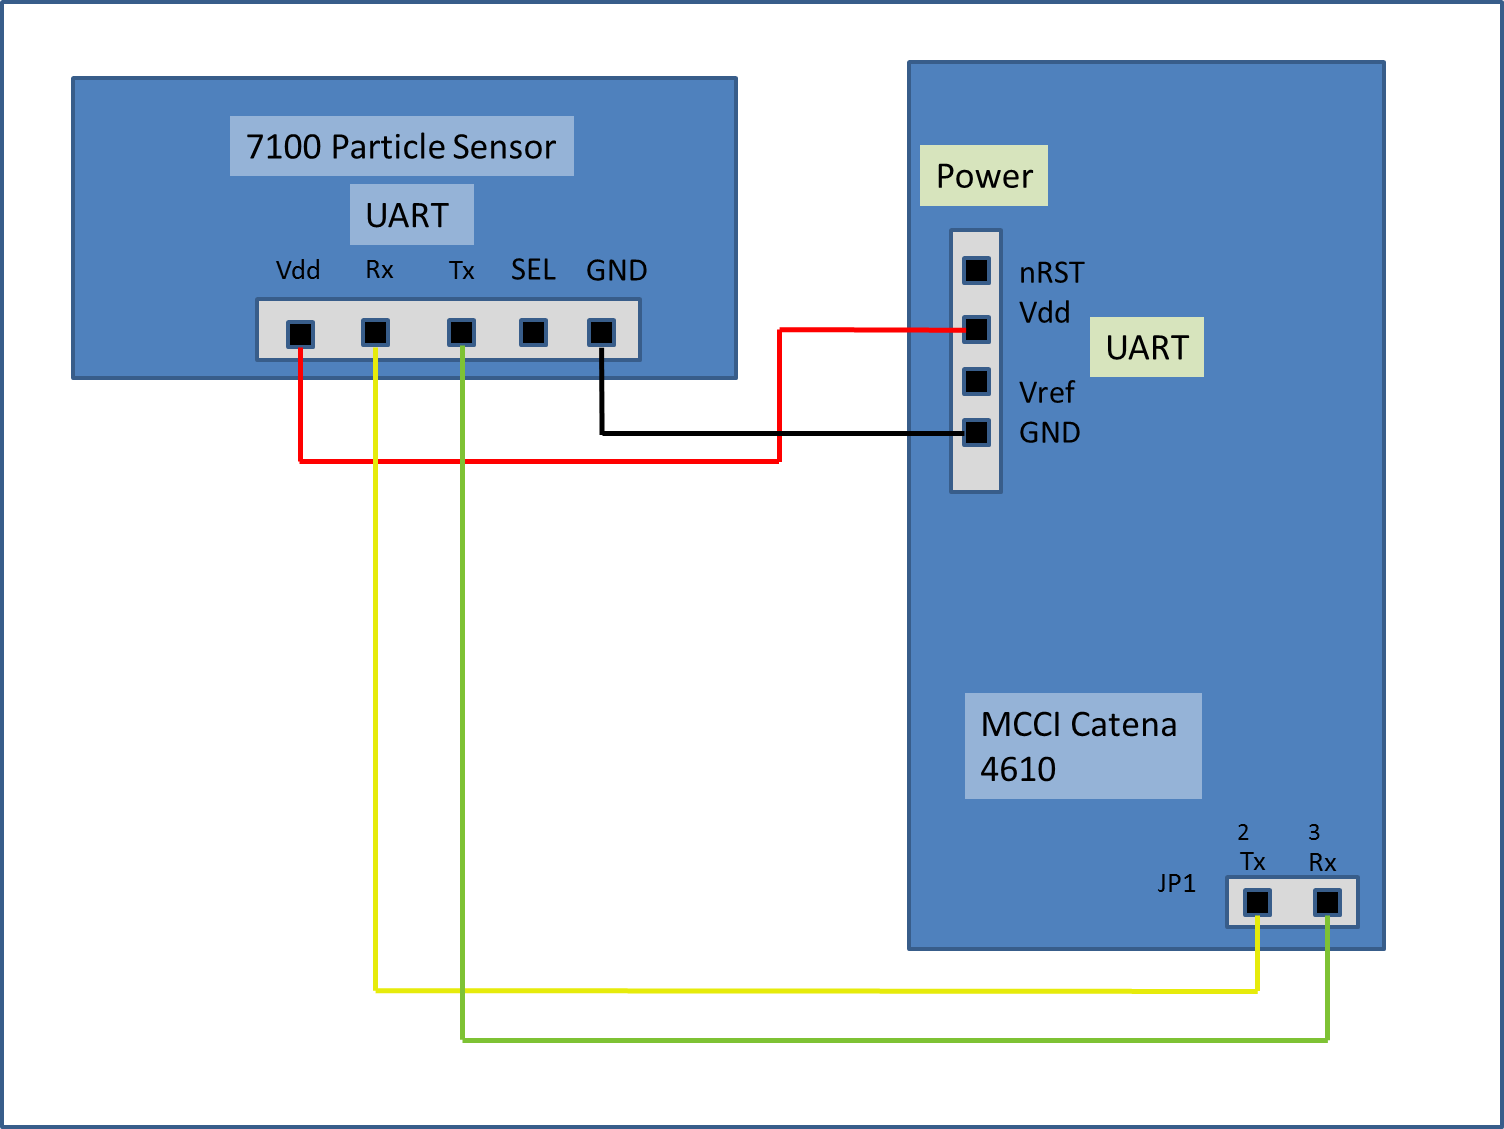 7100 Particle Sensor
UART
Vdd Rx Tx SEL GND
Power
nRST
Vdd
UART
Vref
GND
MCCI Catena
4610
2 3
Tx Rx
JP1